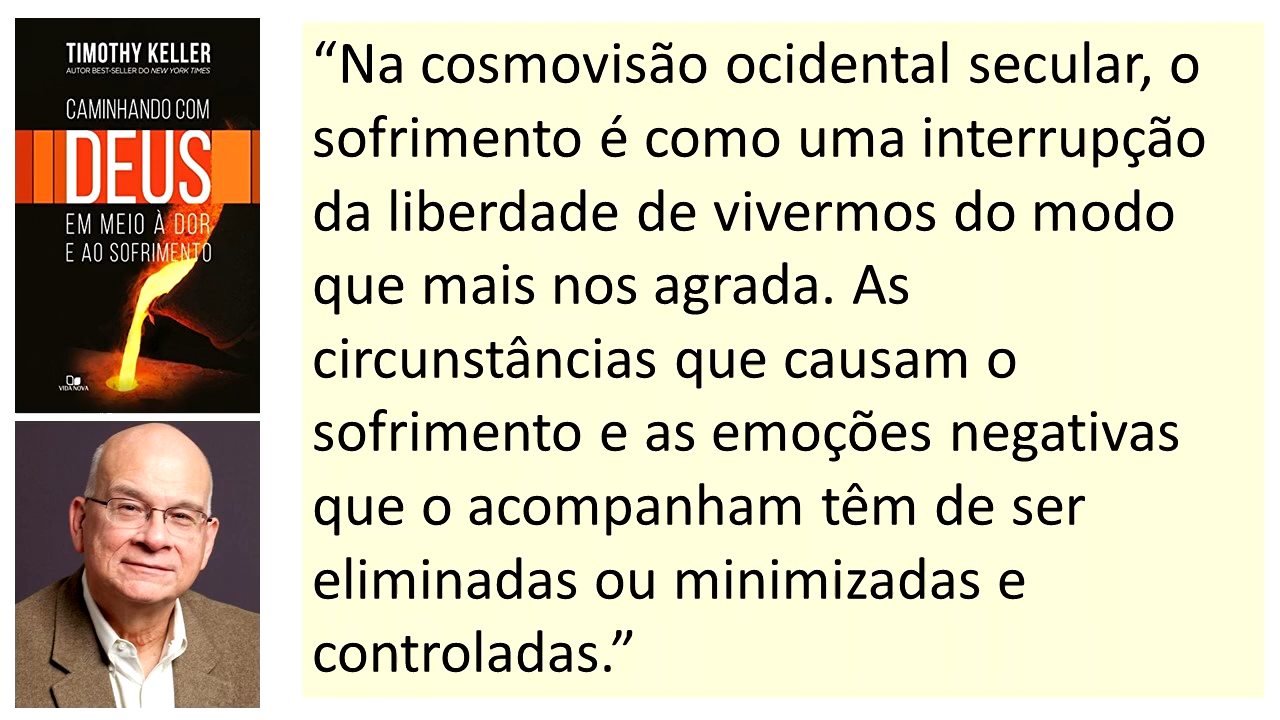 TIMOTHY KELLER
AUTOR BEST-SELLER DO NEW YORK TIMES
CAMINHANDO COM
DEUS
EM MEIO À DOR
E AO SOFRIMENTO
VIDA NOVA
“Na cosmovisão ocidental secular, o
sofrimento é como uma interrupção
da liberdade de vivermos do modo
que mais nos agrada. As
circunstâncias que causam o
sofrimento e as emoções negativas
que o acompanham têm de ser
eliminadas ou minimizadas e
controladas.”